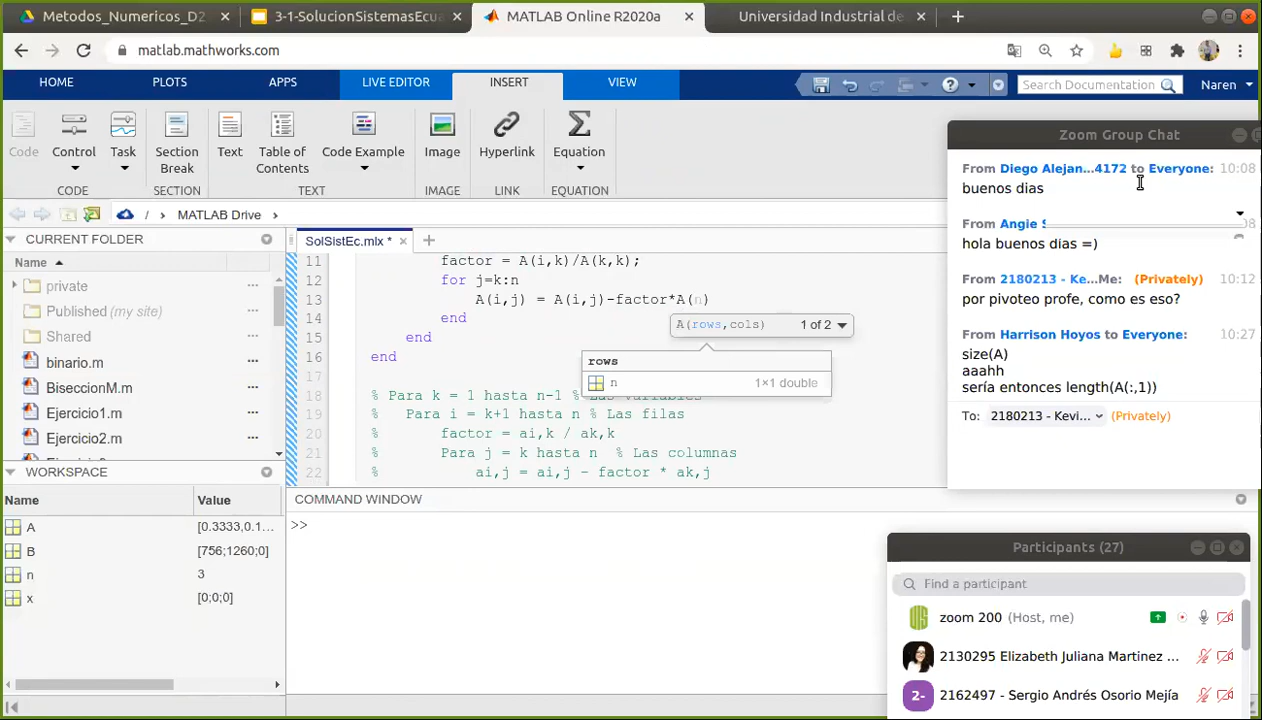 Metodos_Numericos_D2 ×
3-1-SolucionSistemasEcua ×
MATLAB Online R2020a ×
Universidad Industrial de ×
matlab.mathworks.com
HOME PLOTS APPS LIVE EDITOR INSERT VIEW
Search Documentation
Naren
Code Control Task Section Break Text Table of Contents Code Example Image Hyperlink Equation
CODE SECTION TEXT IMAGE LINK EQUATION
/ › MATLAB Drive ›
CURRENT FOLDER
Name
private
Published (my site)
Shared
binario.m
BiseccionM.m
Ejercicio1.m
Ejercicio2.m
WORKSPACE
Name Value
A [0.3333,0.1...
B [756;1260;0]
n 3
x [0;0;0]
SolSistEc.mlx * ×
11 factor = A(i,k)/A(k,k);
12 for j=k:n
13 A(i,j) = A(i,j)-factor*A(n)
14 end
15 end
16 end
18 % Para k = 1 hasta n-1 % Las variables
19 % Para i = k+1 hasta n % Las filas
20 % factor = ai,k / ak,k
21 % Para j = k hasta n % Las columnas
22 % ai,j = ai,j - factor * ak,j
A(rows,cols) 1 of 2
rows
n 1×1 double
COMMAND WINDOW
>>
Zoom Group Chat
From Diego Alejan...4172 to Everyone: 10:08
buenos dias
From Angie S
hola buenos dias =)
From 2180213 - Ke...Me: (Privately) 10:12
por pivoteo profe, como es eso?
From Harrison Hoyos to Everyone: 10:27
size(A)
aaahh
sería entonces length(A(:,1))
To: 2180213 - Kevi... (Privately)
Participants (27)
Find a participant
zoom 200 (Host, me)
2130295 Elizabeth Juliana Martinez ...
2- 2162497 - Sergio Andrés Osorio Mejía